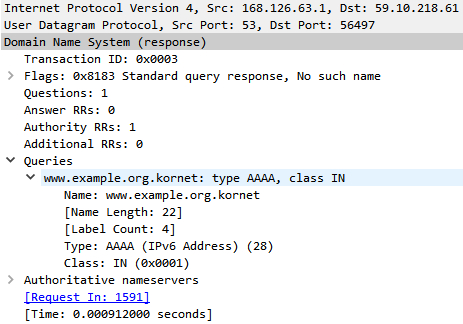 Internet Protocol Version 4, Src: 168.126.63.1, Dst: 59.10.218.61
User Datagram Protocol, Src Port: 53, Dst Port: 56497
Domain Name System (response)
Transaction ID: 0x0003
Flags: 0x8183 Standard query response, No such name
Questions: 1
Answer RRs: 0
Authority RRs: 1
Additional RRs: 0
Queries
www.example.org.kornet: type AAAA, class IN
Name: www.example.org.kornet
[Name Length: 22]
[Label Count: 4]
Type: AAAA (IPv6 Address) (28)
Class: IN (0x0001)
Authoritative nameservers
[Request In: 1591]
[Time: 0.000912000 seconds]